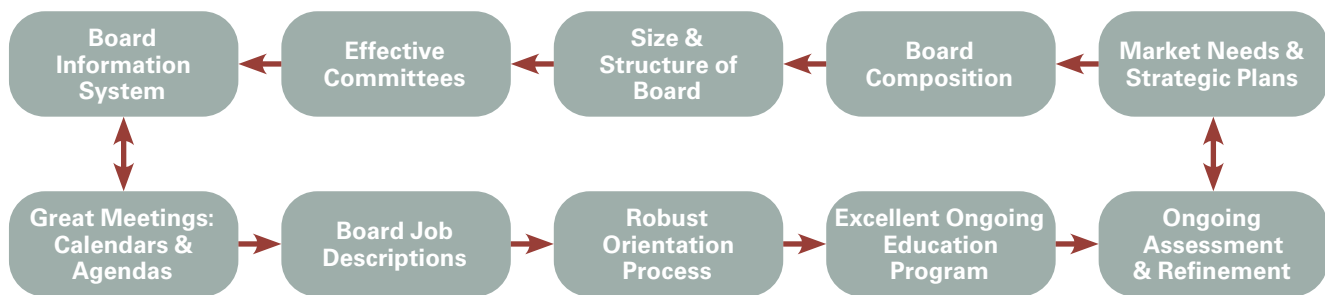 Board
Information
System
Effective
Committees
Size &
Structure of
Board
Board
Composition
Market Needs &
Strategic Plans
Great Meetings:
Calendars &
Agendas
Board Job
Descriptions
Robust
Orientation
Process
Excellent Ongoing
Education
Program
Ongoing
Assessment
& Refinement